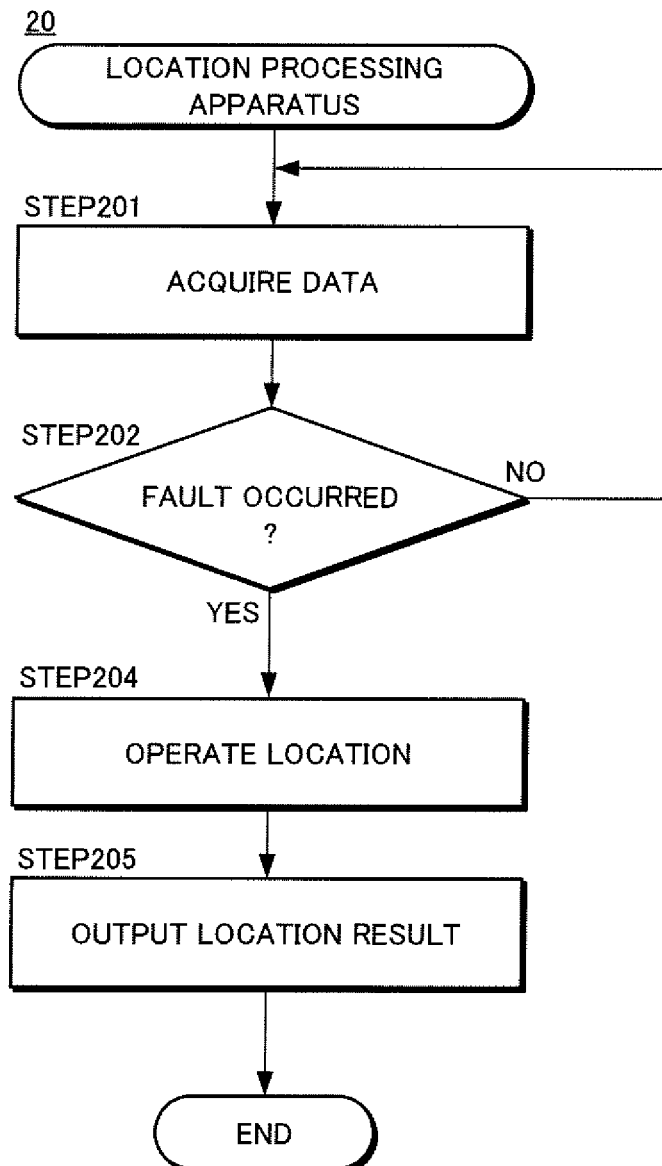 20
LOCATION PROCESSING
APPARATUS
STEP201
ACQUIRE DATA
STEP202
FAULT OCCURRED
?
NO
YES
STEP204
OPERATE LOCATION
STEP205
OUTPUT LOCATION RESULT
END